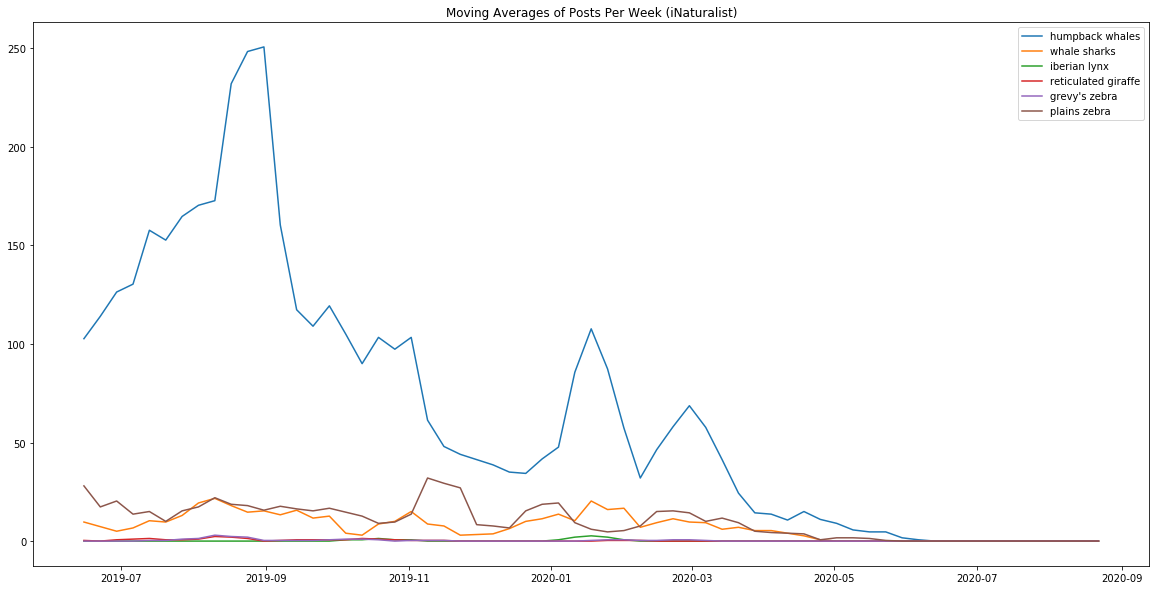 Moving Averages of Posts Per Week (iNaturalist)
humpback whales
whale sharks
iberian lynx
reticulated giraffe
grevy's zebra
plains zebra
250
200
150
100
50
0
2019-07 2019-09 2019-11 2020-01 2020-03 2020-05 2020-07 2020-09